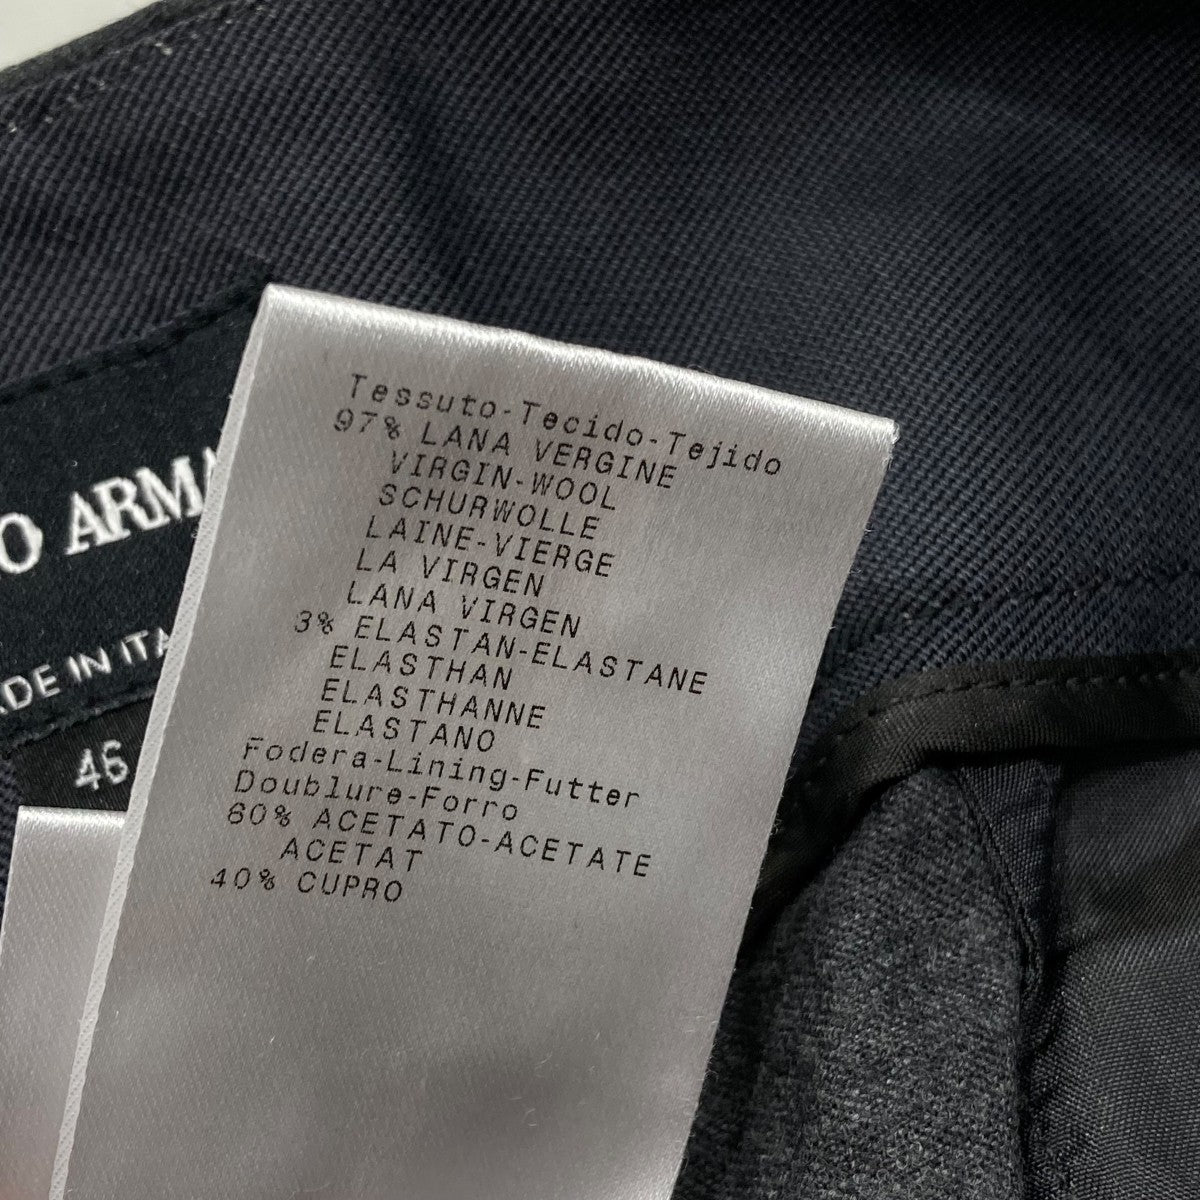 Tessuto-Tecido-Tejido
97% LANA VERGINE
VIRGIN-WOOL
SCHURWOLLE
LAINE-VIERGE
LA VIRGEN
LANA VIRGEN
3% ELASTAN-ELASTANE
ELASTHAN
ELASTHANNE
ELASTANO
Fodera-Lining-Futter
Doublure-Forro
60% ACETATO-ACETATE
ACETAT
40% CUPRO
O ARMA
ADE IN ITA
46